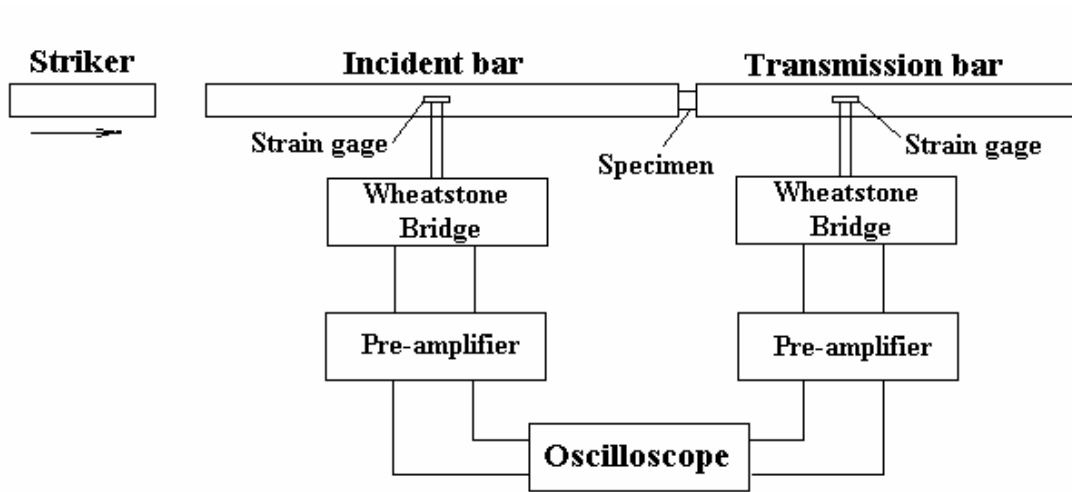 Striker
Incident bar
Transmission bar
Strain gage
Specimen
Strain gage
Wheatstone
Bridge
Wheatstone
Bridge
Pre-amplifier
Pre-amplifier
Oscilloscope